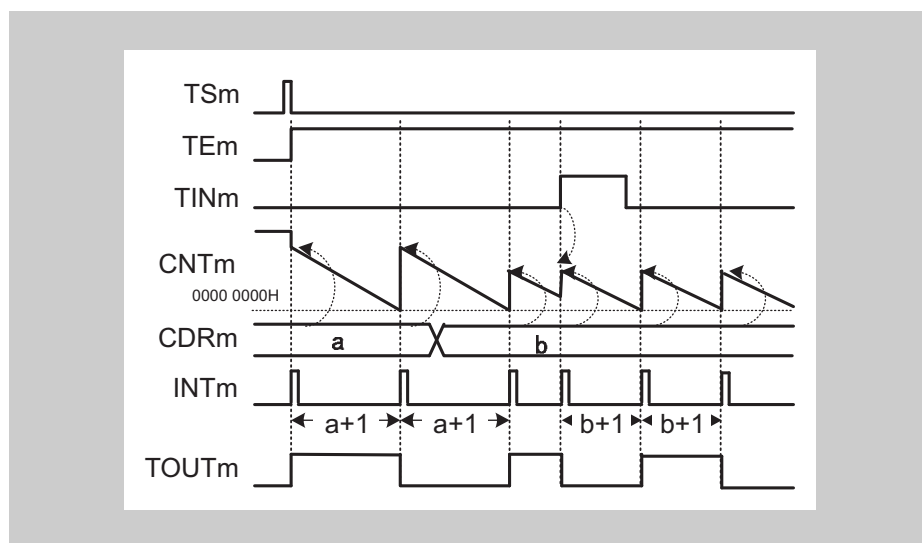 TSm
TEm
TINm
CNTm
0000 0000H
CDRm
a
b
INTm
a+1 a+1 b+1 b+1
TOUTm